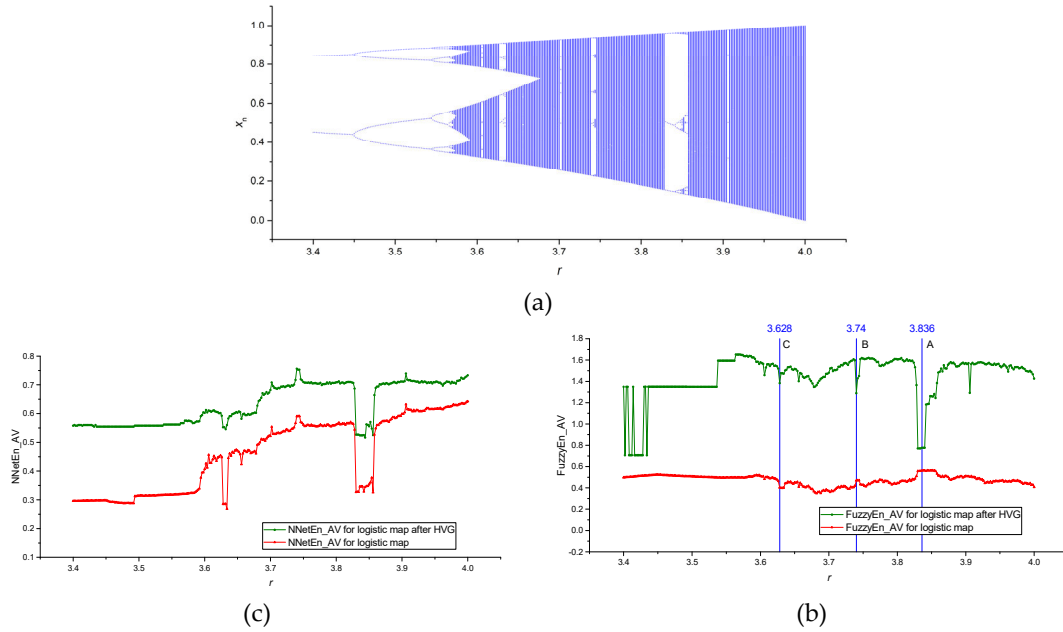 1.0
0.8
0.6
0.4
0.2
0.0
xn
3.4 3.5 3.6 3.7 3.8 3.9 4.0
r
(a)
0.8
0.7
0.6
0.5
0.4
0.3
0.2
0.1
NNetEn_AV
NNetEn_AV for logistic map after HVG
NNetEn_AV for logistic map
3.4 3.5 3.6 3.7 3.8 3.9 4.0
r
(c)
3.628 3.74 3.836
C B A
1.8
1.6
1.4
1.2
1.0
0.8
0.6
0.4
0.2
0.0
-0.2
FuzzyEn_AV
FuzzyEn_AV for logistic map after HVG
FuzzyEn_AV for logistic map
3.4 3.5 3.6 3.7 3.8 3.9 4.0
r
(b)